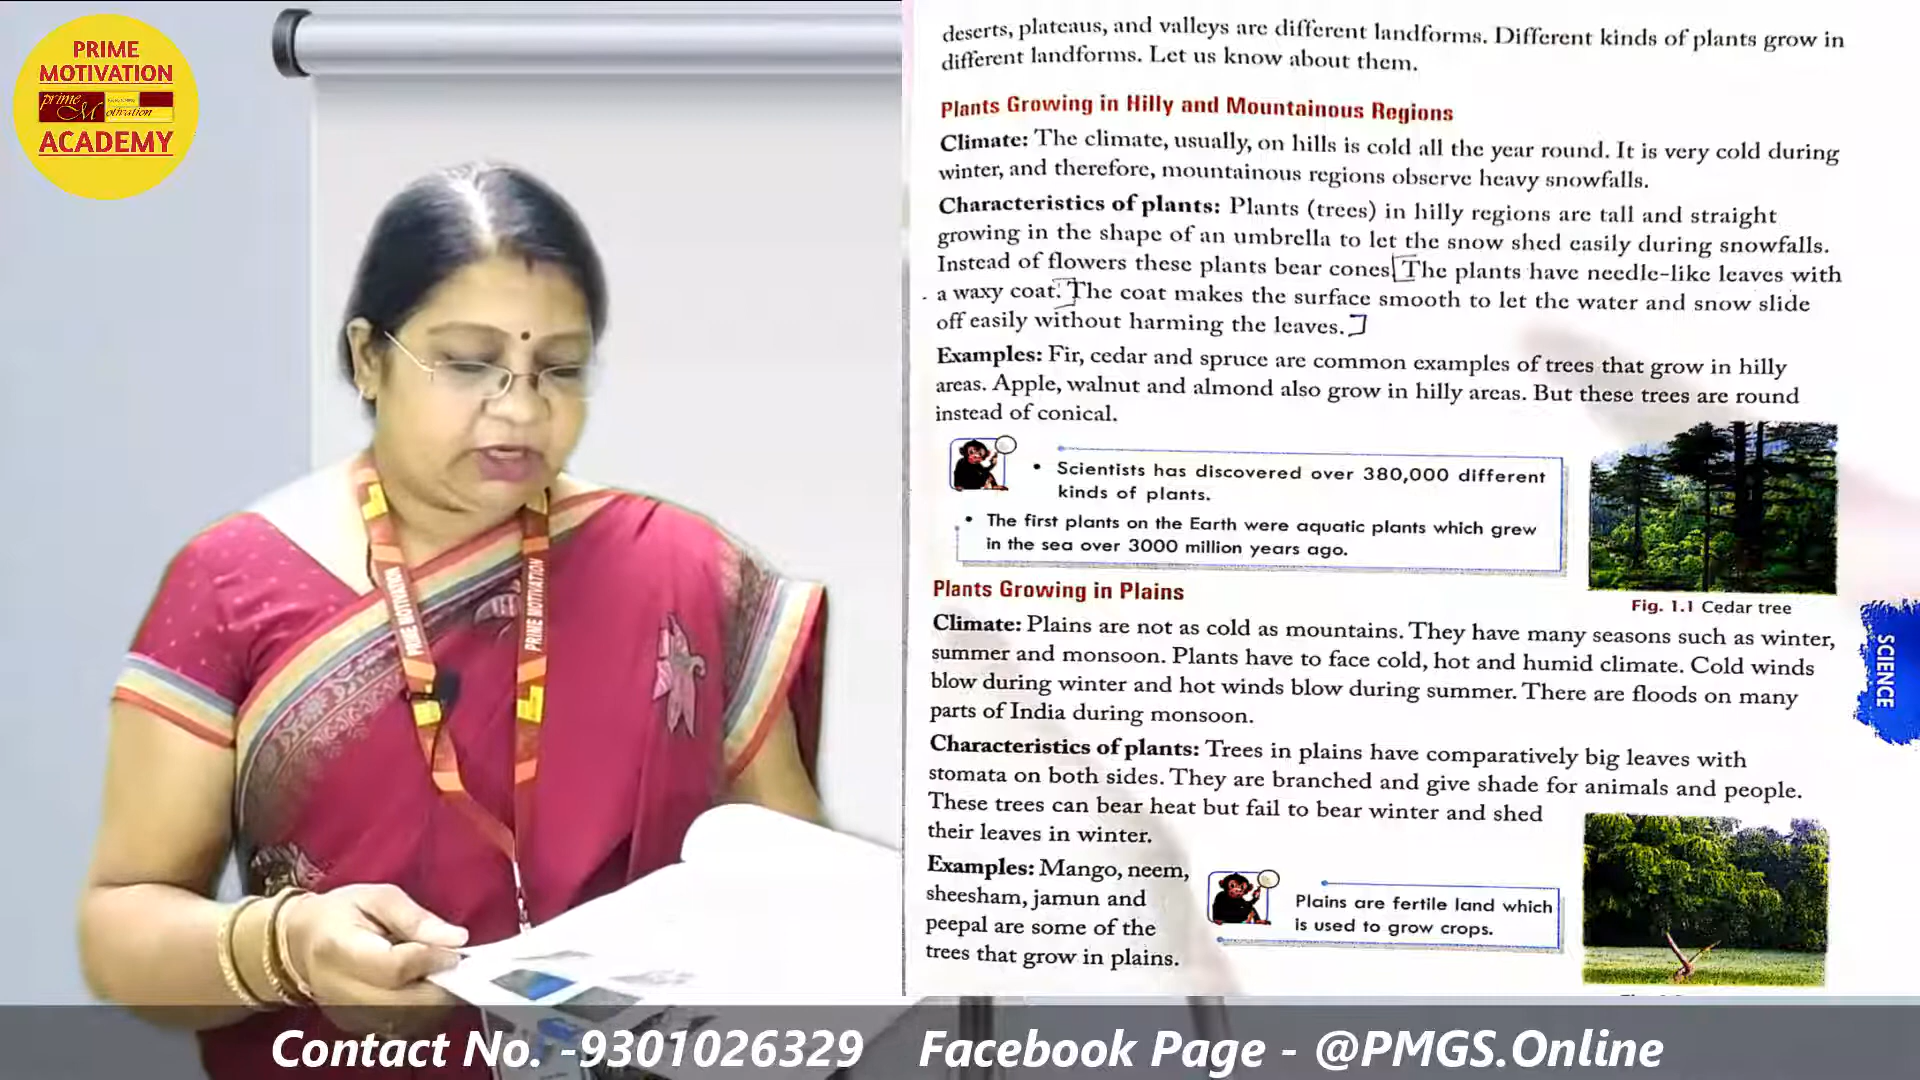 PRIME
MOTIVATION
prime
Motivation
ACADEMY
deserts, plateaus, and valleys are different landforms. Different kinds of plants grow in
different landforms. Let us know about them.
Plants Growing in Hilly and Mountainous Regions
Climate: The climate, usually, on hills is cold all the year round. It is very cold during
winter, and therefore, mountainous regions observe heavy snowfalls.
Characteristics of plants: Plants (trees) in hilly regions are tall and straight
growing in the shape of an umbrella to let the snow shed easily during snowfalls.
Instead of flowers these plants bear cones. The plants have needle-like leaves with
a waxy coat. The coat makes the surface smooth to let the water and snow slide
off easily without harming the leaves.
Examples: Fir, cedar and spruce are common examples of trees that grow in hilly
areas. Apple, walnut and almond also grow in hilly areas. But these trees are round
instead of conical.
• Scientists has discovered over 380,000 different
kinds of plants.
• The first plants on the Earth were aquatic plants which grew
in the sea over 3000 million years ago.
Fig. 1.1 Cedar tree
Plants Growing in Plains
Climate: Plains are not as cold as mountains. They have many seasons such as winter,
summer and monsoon. Plants have to face cold, hot and humid climate. Cold winds
blow during winter and hot winds blow during summer. There are floods on many
parts of India during monsoon.
Characteristics of plants: Trees in plains have comparatively big leaves with
stomata on both sides. They are branched and give shade for animals and people.
These trees can bear heat but fail to bear winter and shed
their leaves in winter.
Examples: Mango, neem,
sheesham, jamun and
peepal are some of the
trees that grow in plains.
Plains are fertile land which
is used to grow crops.
SCIENCE
PRIME MOTIVATION
PRIME MOTIVATION
Contact No. -9301026329 Facebook Page - @PMGS.Online